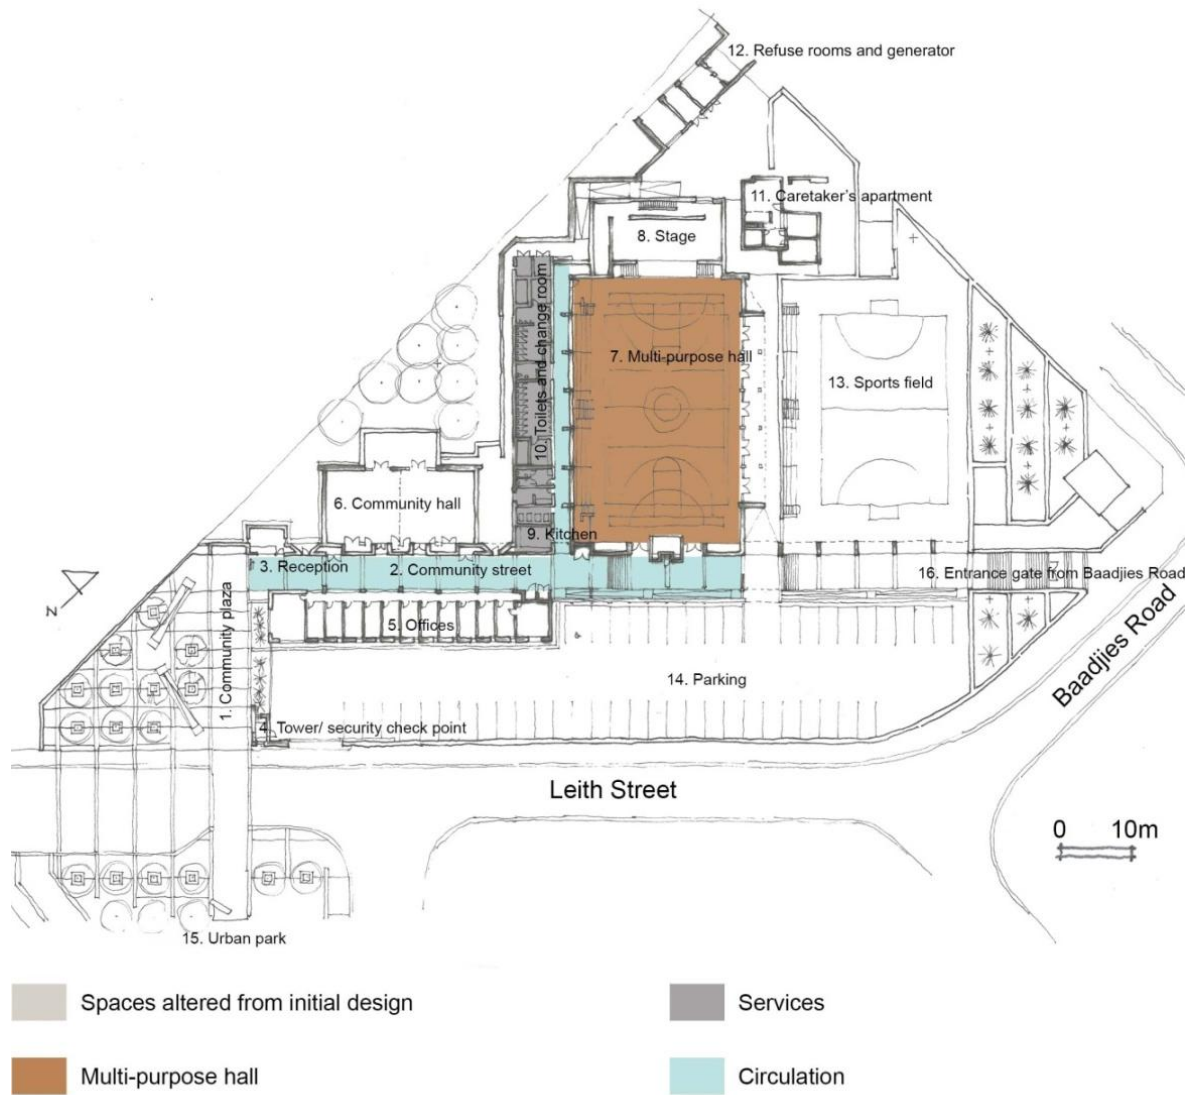 12. Refuse rooms and generator
11. Caretaker's apartment
8. Stage
10. Toilets and change room
7. Multi-purpose hall
13. Sports field
6. Community hall
9. Kitchen
3. Reception
2. Community street
16. Entrance gate from Baadjies Road
N
1. Community plaza
5. Offices
Baadjies Road
14. Parking
4. Tower/ security check point
Leith Street
0 10m
15. Urban park
Spaces altered from initial design
Services
Multi-purpose hall
Circulation